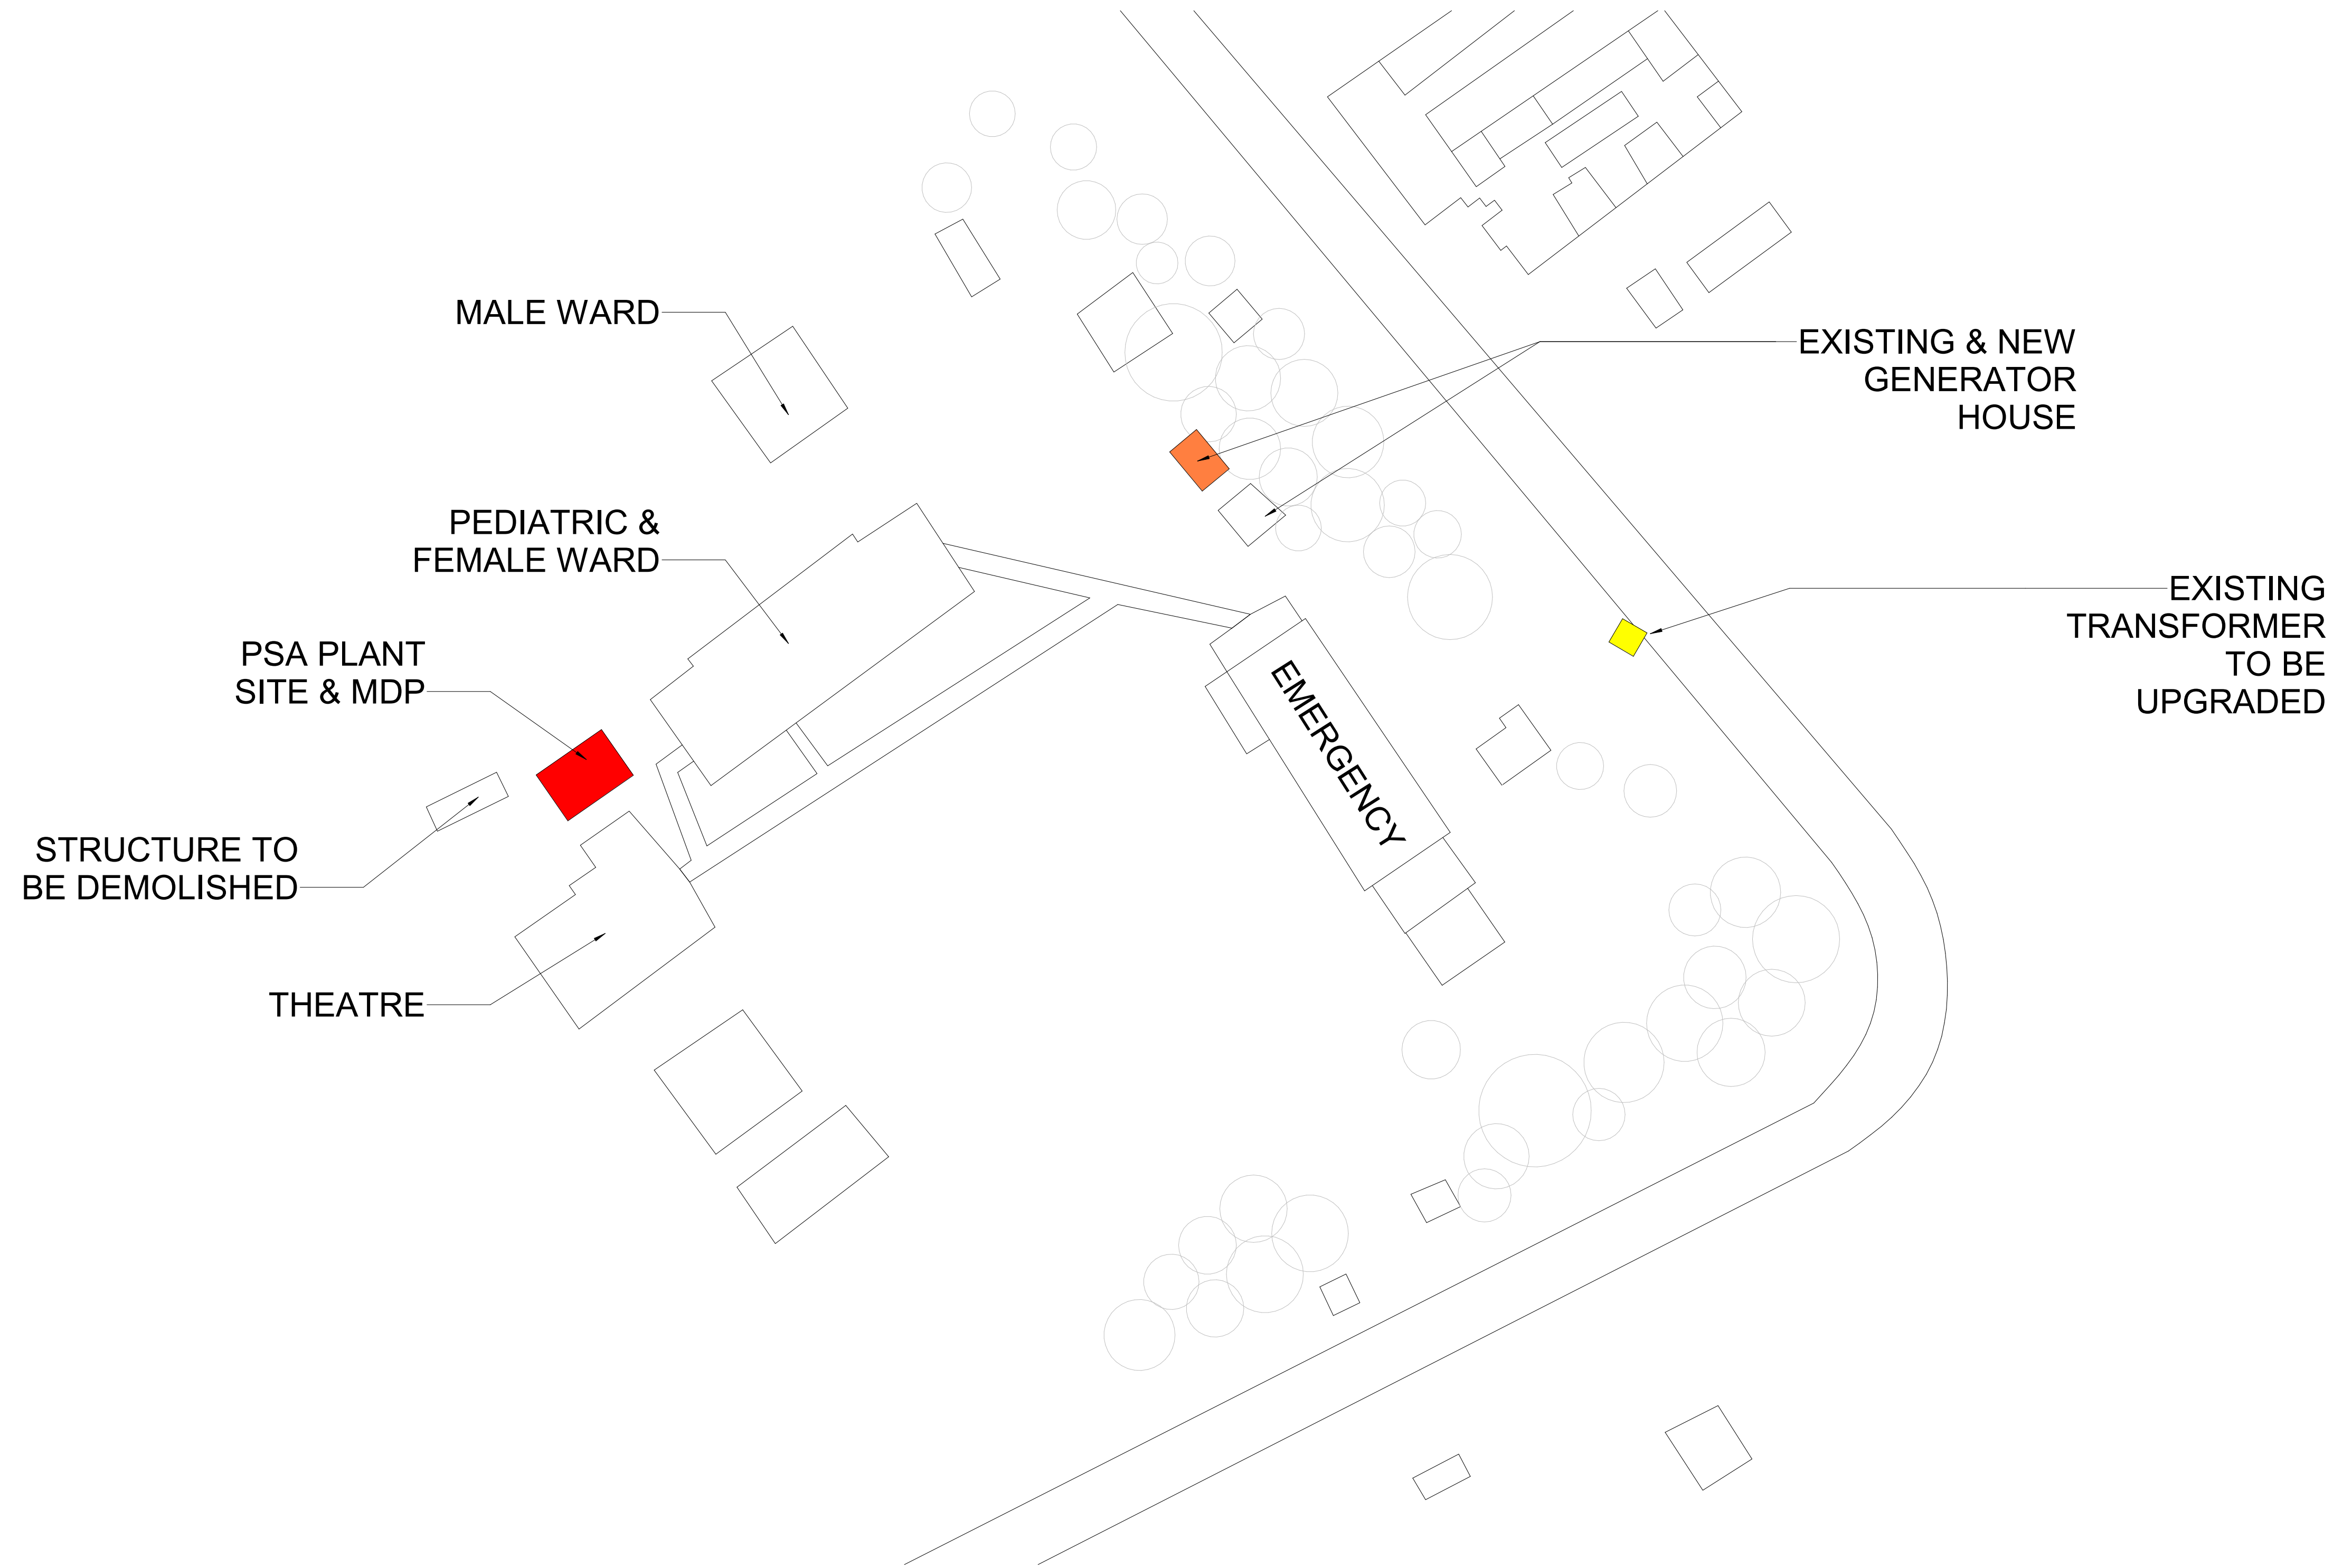 MALE WARD
EXISTING & NEW
GENERATOR
HOUSE
PEDIATRIC &
FEMALE WARD
EXISTING
TRANSFORMER
TO BE
UPGRADED
PSA PLANT
SITE & MDP
EMERGENCY
STRUCTURE TO
BE DEMOLISHED
THEATRE